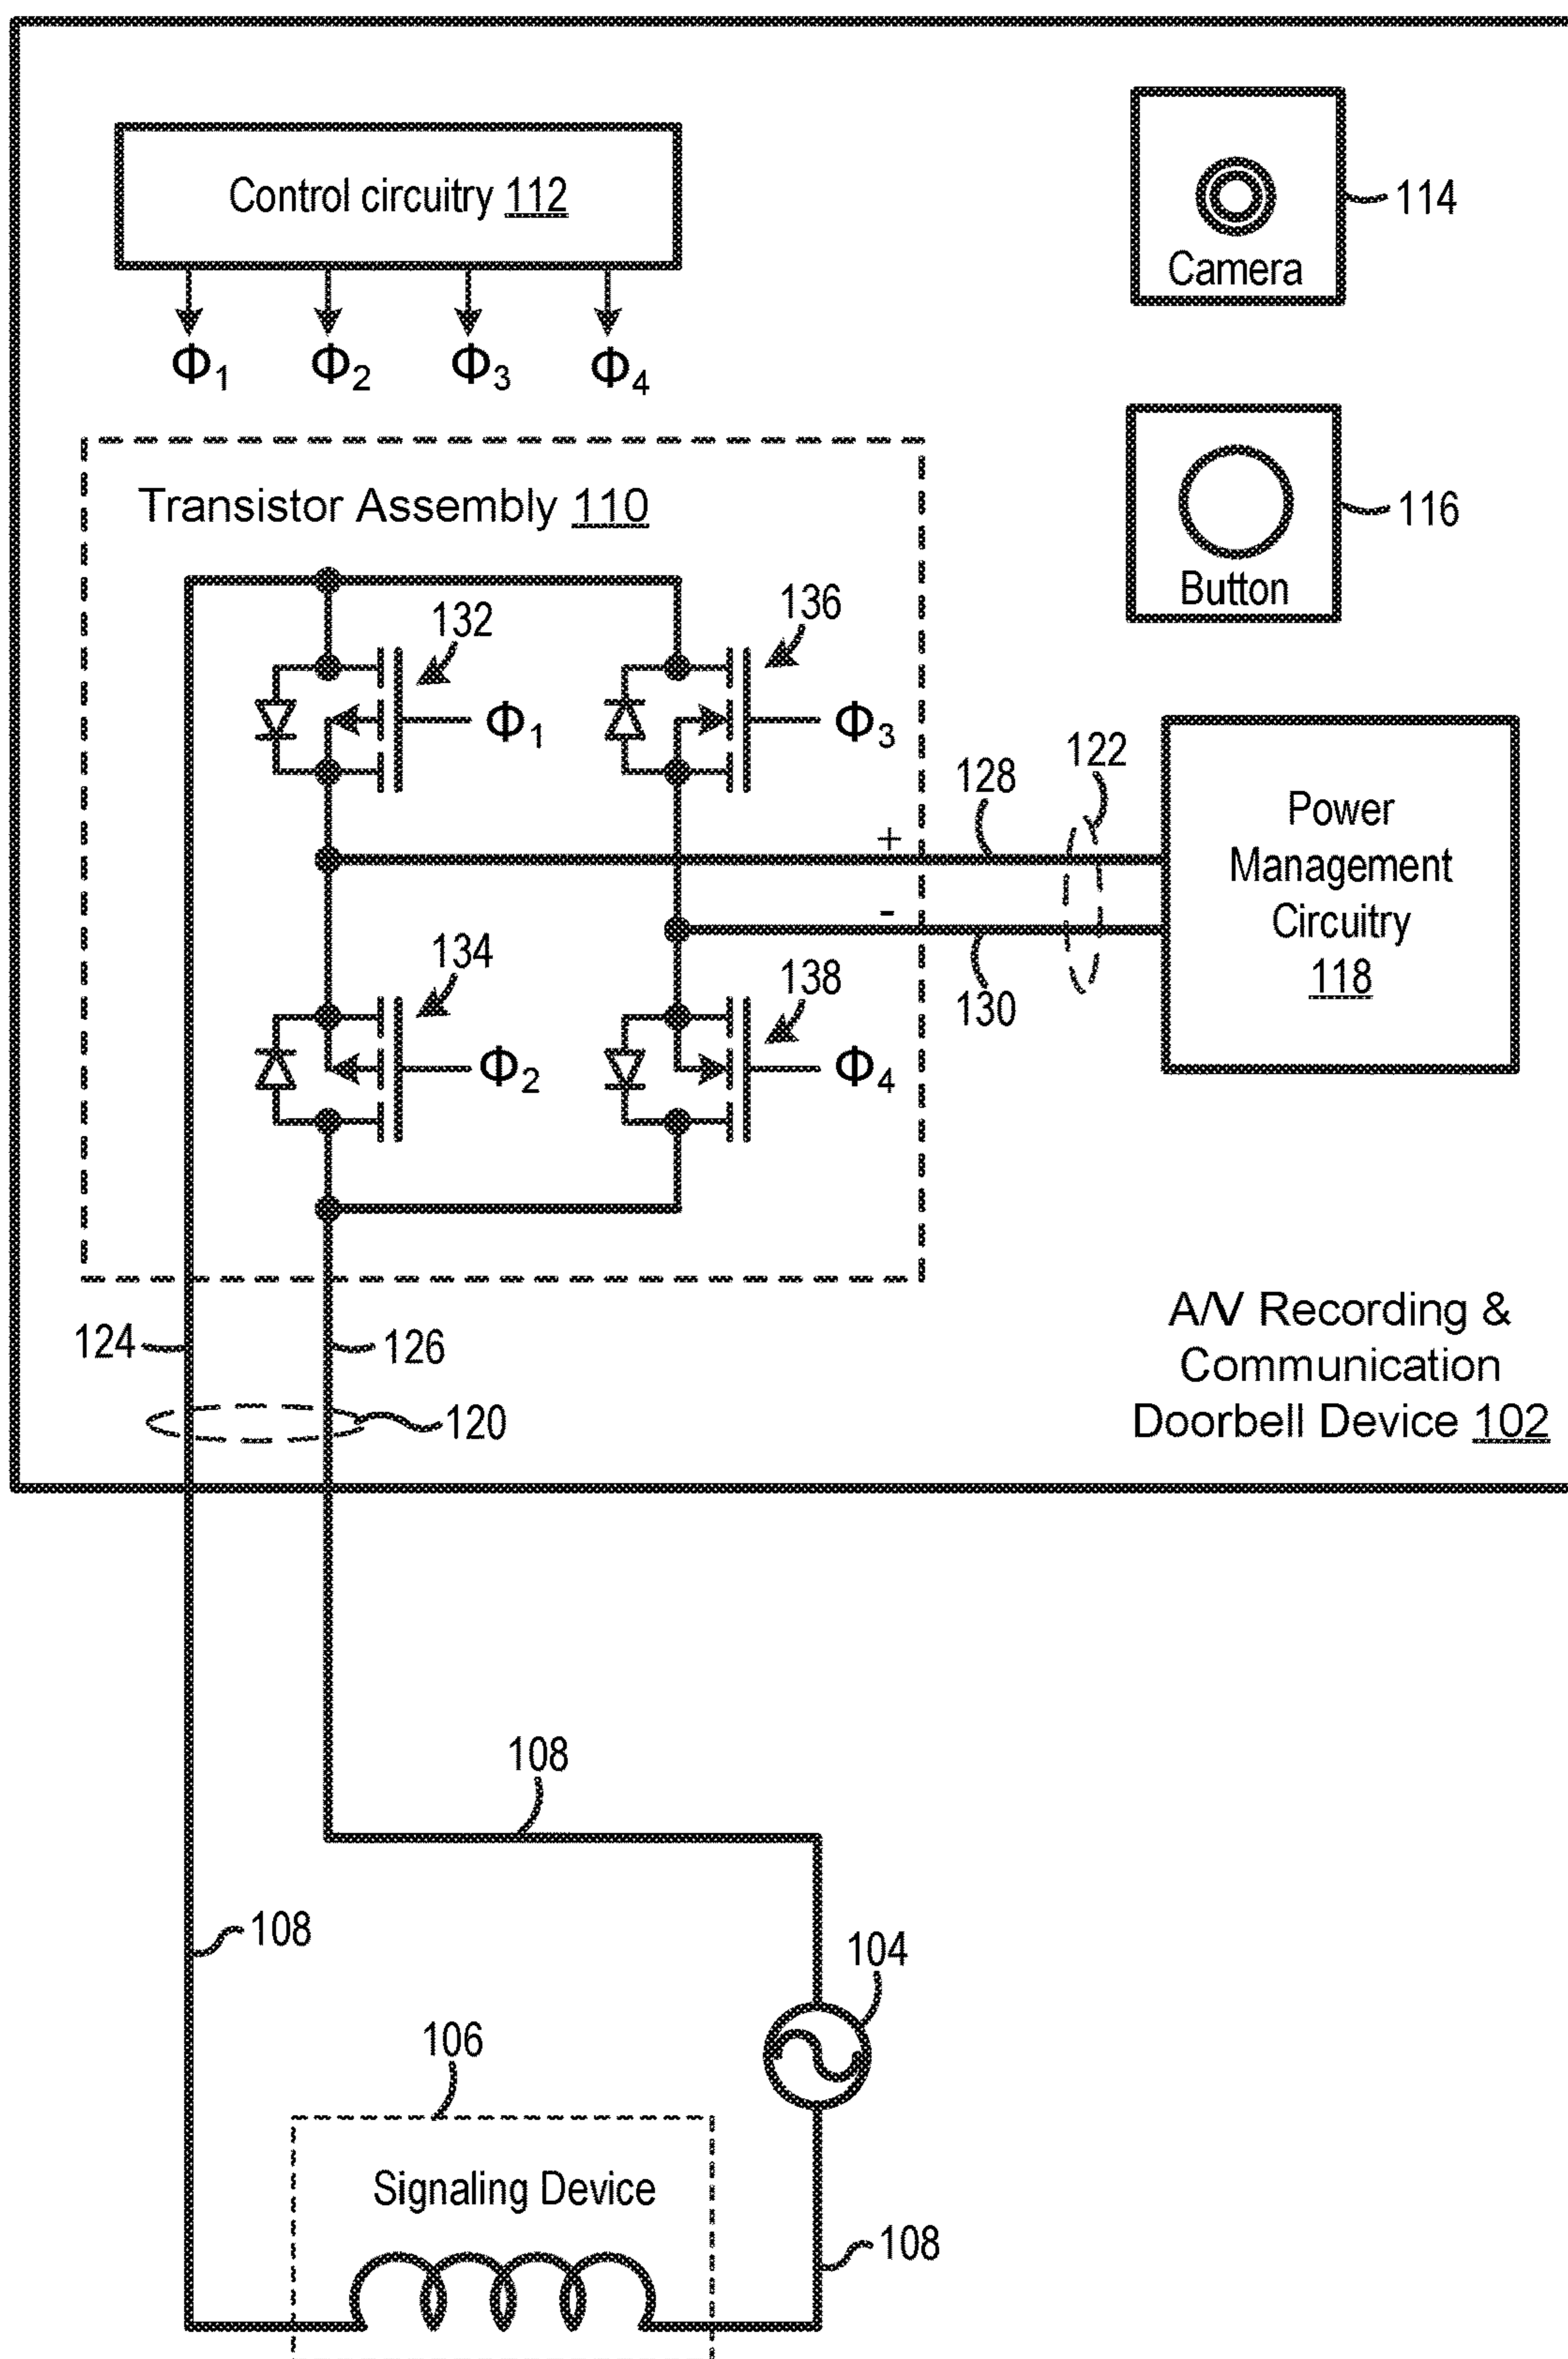 Control circuitry 112
Φ1
Φ2
Φ3
Φ4
Camera
114
Button
116
Transistor Assembly 110
132
Φ1
136
Φ3
134
Φ2
138
Φ4
+
-
128
130
122
Power
Management
Circuitry
118
124
126
120
A/V Recording &
Communication
Doorbell Device 102
108
108
104
106
Signaling Device
108